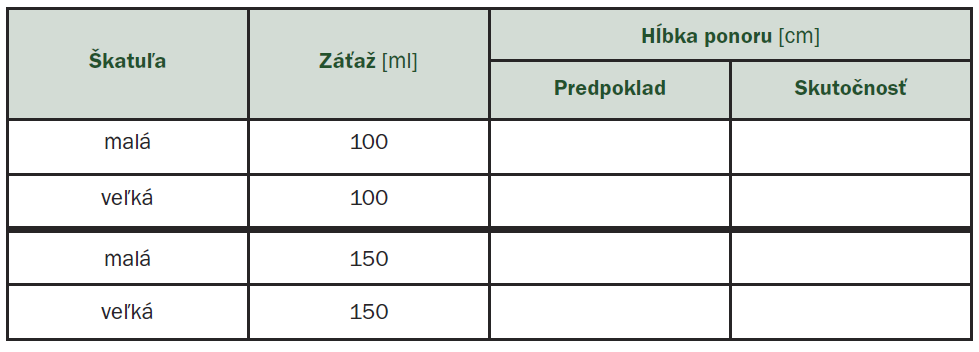 Škatuľa Záťaž [ml] Hĺbka ponoru [cm]
Predpoklad Skutočnosť
malá 100
veľká 100
malá 150
veľká 150